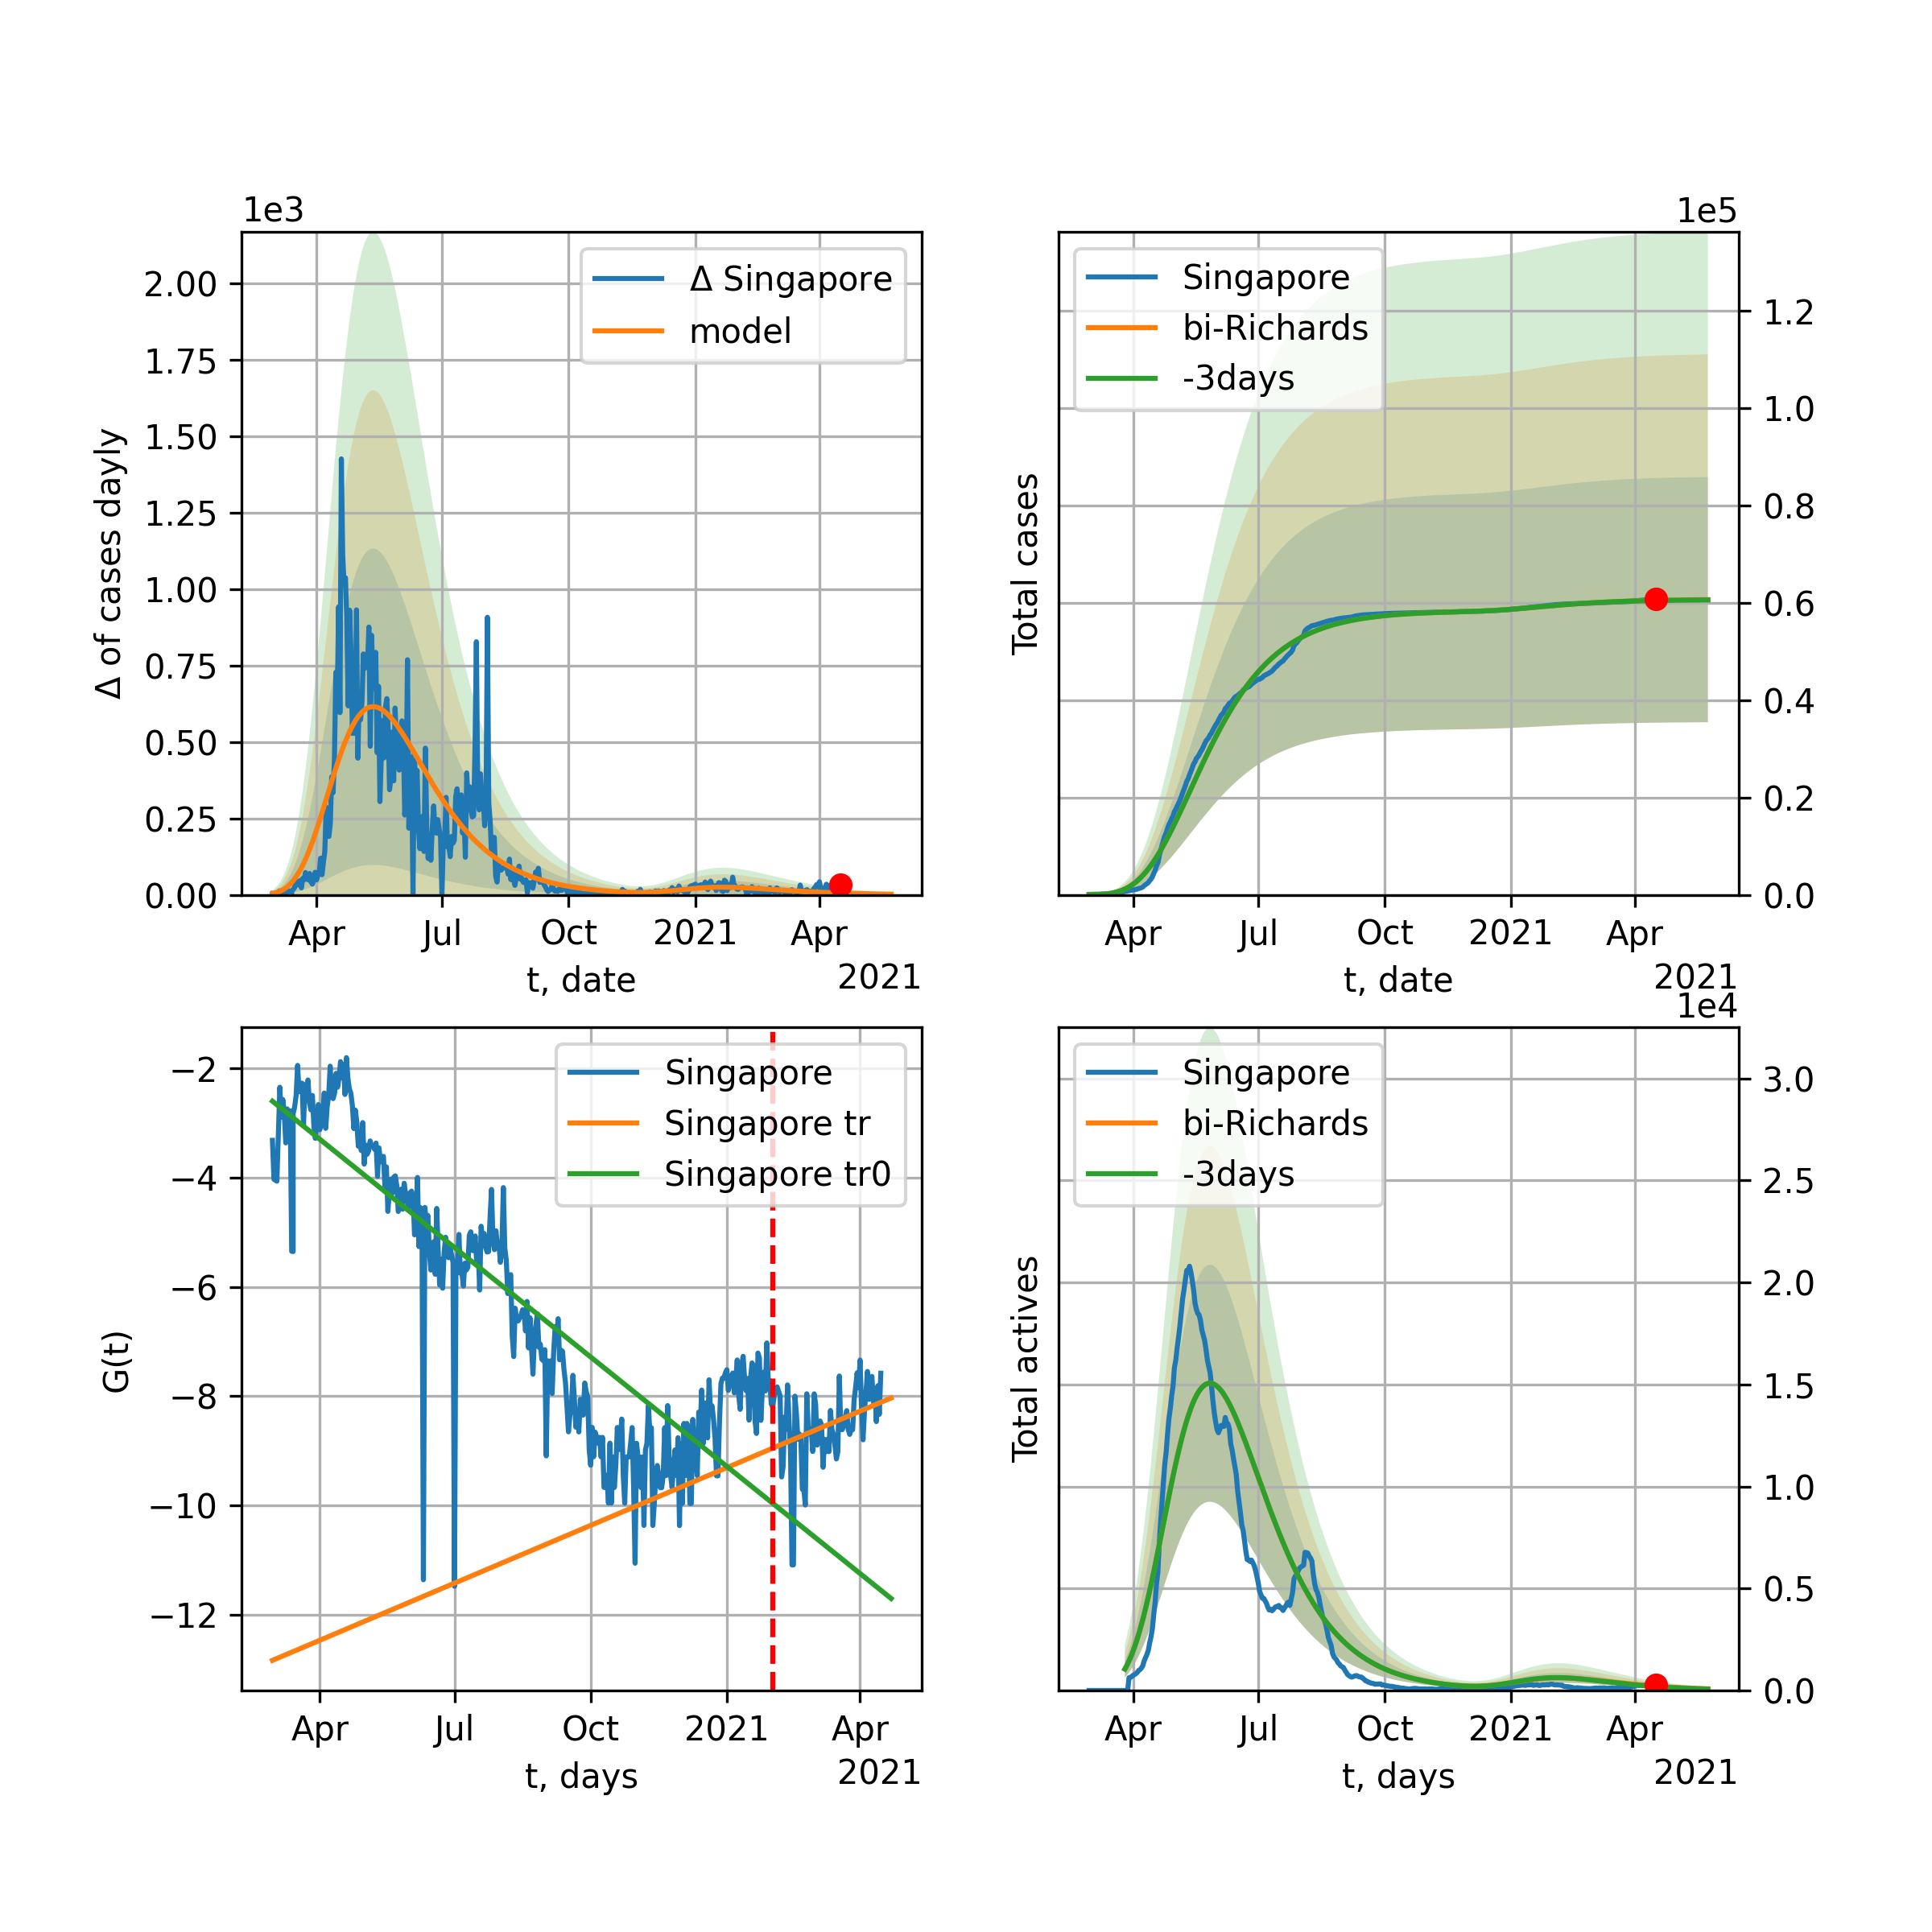 1e3
Δ of cases dayly
2.00
1.75
1.50
1.25
1.00
0.75
0.50
0.25
0.00
Δ Singapore
model
Apr Jul Oct 2021 Apr
t, date
2021
1e5
Total cases
Singapore
bi-Richards
-3days
1.2
1.0
0.8
0.6
0.4
0.2
0.0
Apr Jul Oct 2021 Apr
t, date
2021
G(t)
−2
−4
−6
−8
−10
−12
Singapore
Singapore tr
Singapore tr0
Apr Jul Oct 2021 Apr
t, days
2021
1e4
Total actives
Singapore
bi-Richards
-3days
3.0
2.5
2.0
1.5
1.0
0.5
0.0
Apr Jul Oct 2021 Apr
t, days
2021